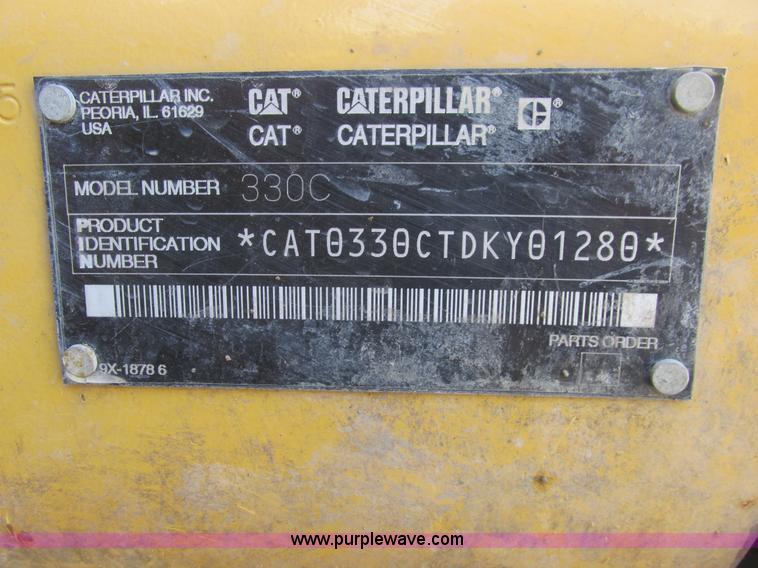 CATERPILLAR INC.
PEORIA, IL. 61629
USA
CAT® CATERPILLAR® ®
CAT® CATERPILLAR®
MODEL NUMBER 330C
PRODUCT
IDENTIFICATION
NUMBER
*CAT0330CTDKY01280*
PARTS ORDER
9X-1878 6
5
www.purplewave.com